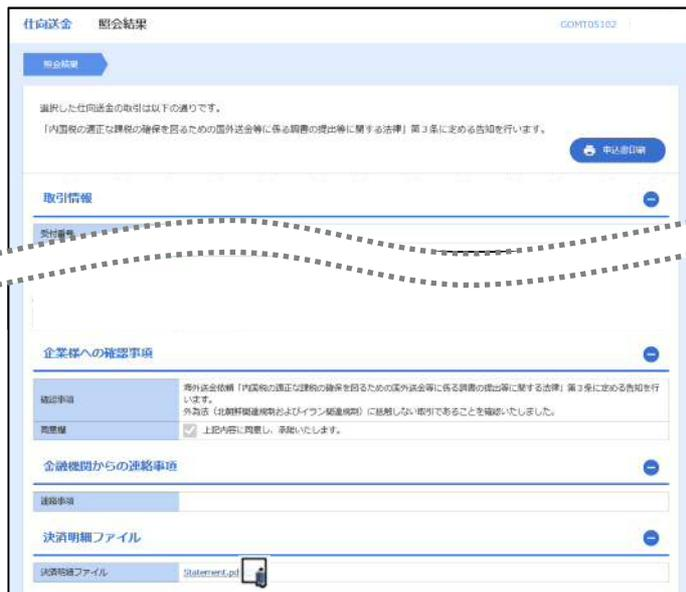 仕向送金 照会結果 GOMT05102
照会結果
選択した仕向送金の取引は以下の通りです。
「内国税の適正な課税の確保を図るための国外送金等に係る調書の提出等に関する法律」第3条に定める告知を行います。
申込書印刷
取引情報
受付番号
企業様への確認事項
確認事項
海外送金依頼「内国税の適正な課税の確保を図るための国外送金等に係る調書の提出等に関する法律」第3条に定める告知を行
います。
外為法（北朝鮮関連規制およびイラン関連規制）に抵触しない取引であることを確認いたしました。
同意欄 上記内容に同意し、承諾いたします。
金融機関からの連絡事項
連絡事項
決済明細ファイル
決済明細ファイル Statement.pd